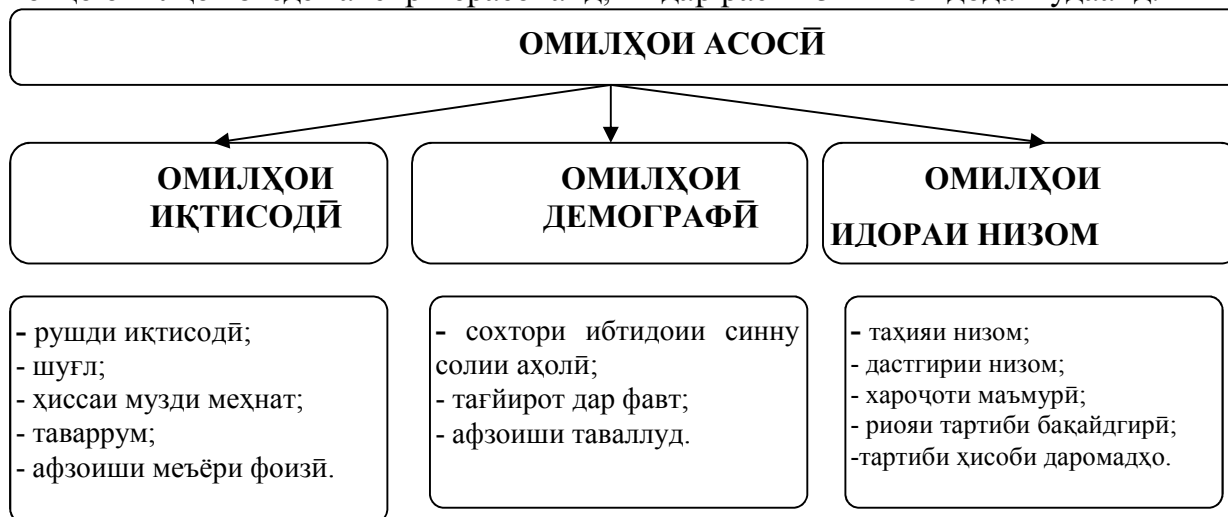 ОМИЛҲОИ АСОСӢ
ОМИЛҲОИ
ИҚТИСОДӢ
ОМИЛҲОИ
ДЕМОГРАФӢ
ОМИЛҲОИ
ИДОРАИ НИЗОМ
- рушди иқтисодӣ;
- шуғл;
- ҳиссаи музди меҳнат;
- таваррум;
- афзоиши меъёри фоизӣ.
- сохтори ибтидоии синну
солии аҳолӣ;
- тағйирот дар фавт;
- афзоиши таваллуд.
- таҳияи низом;
- дастгирии низом;
- хароҷоти маъмурӣ;
- риояи тартиби бақайдгирӣ;
-тартиби ҳисоби даромадҳо.